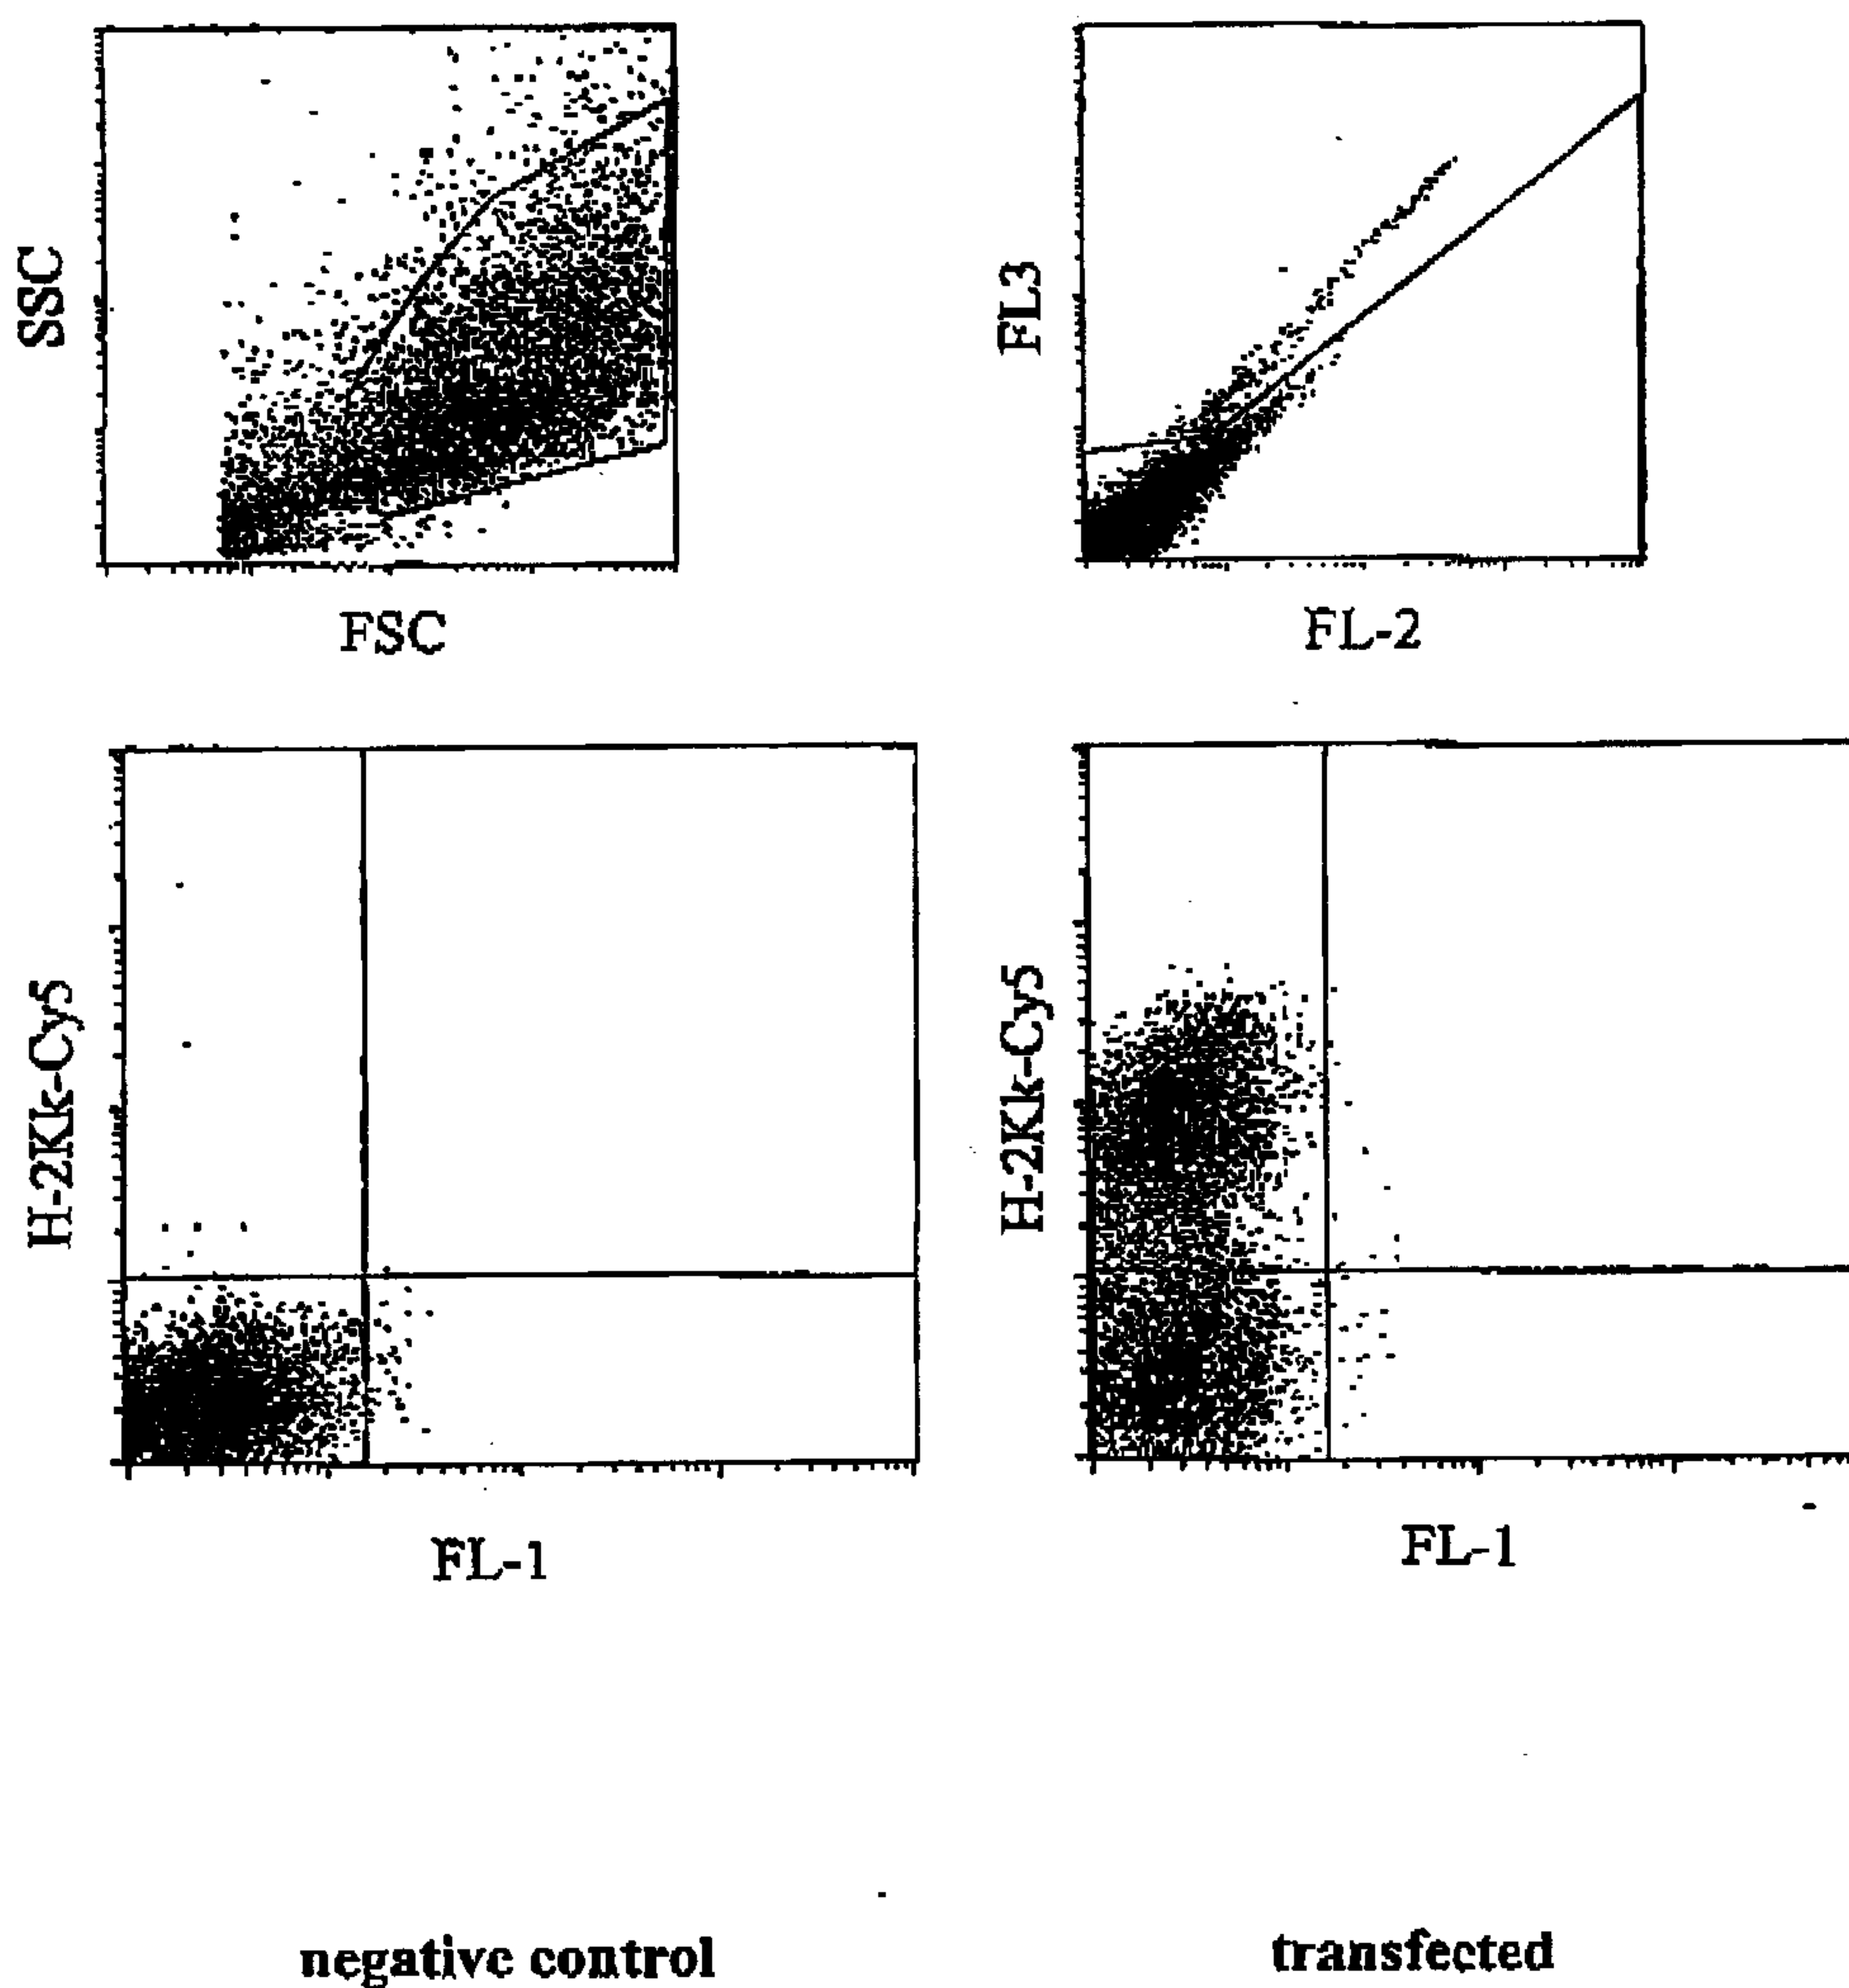 SSC
FSC
FL3
FL-2
H-2Kk-Cy5
FL-1
H-2Kk-Cy5
FL-1
negative control
transfected